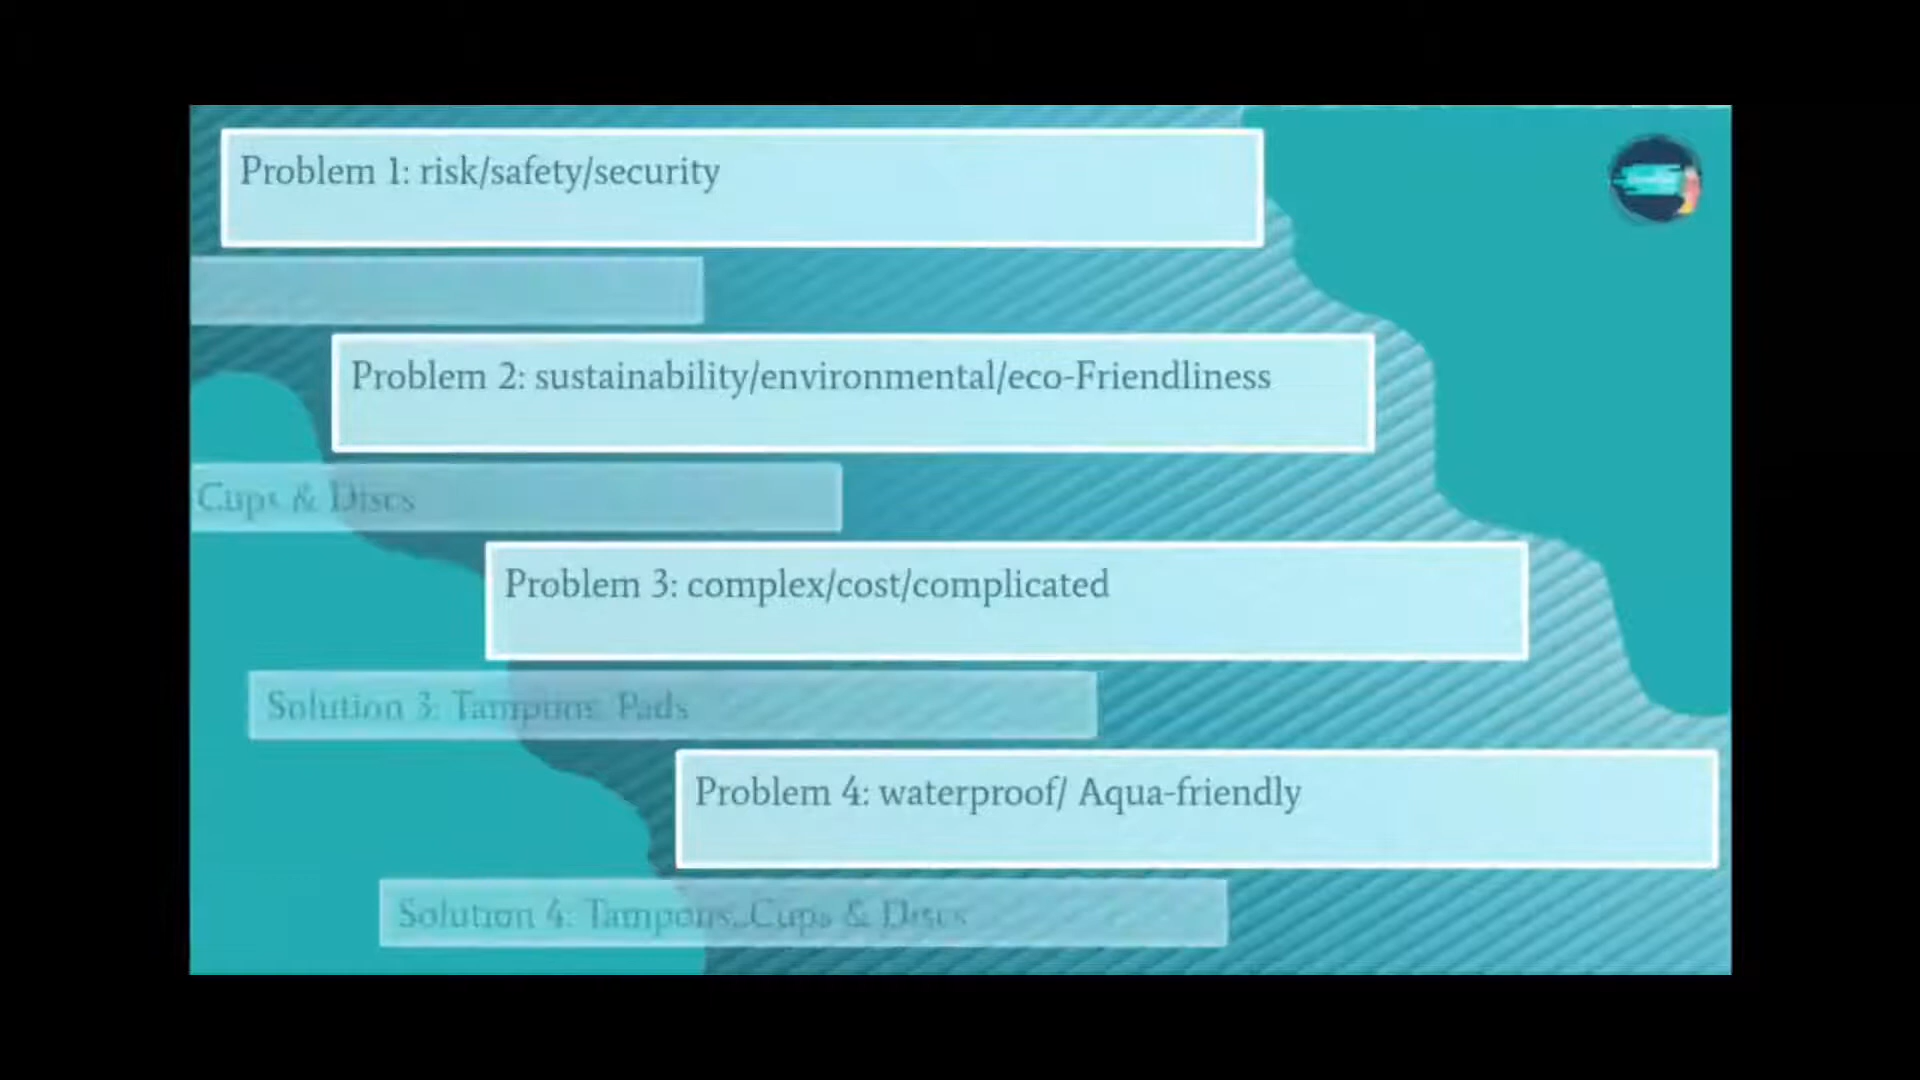 Problem 1: risk/safety/security
Problem 2: sustainability/environmental/eco-Friendliness
Cups & Discs
Problem 3: complex/cost/complicated
Solution 3: Tampons, Pads
Problem 4: waterproof/ Aqua-friendly
Solution 4: Tampons, Cups & Discs